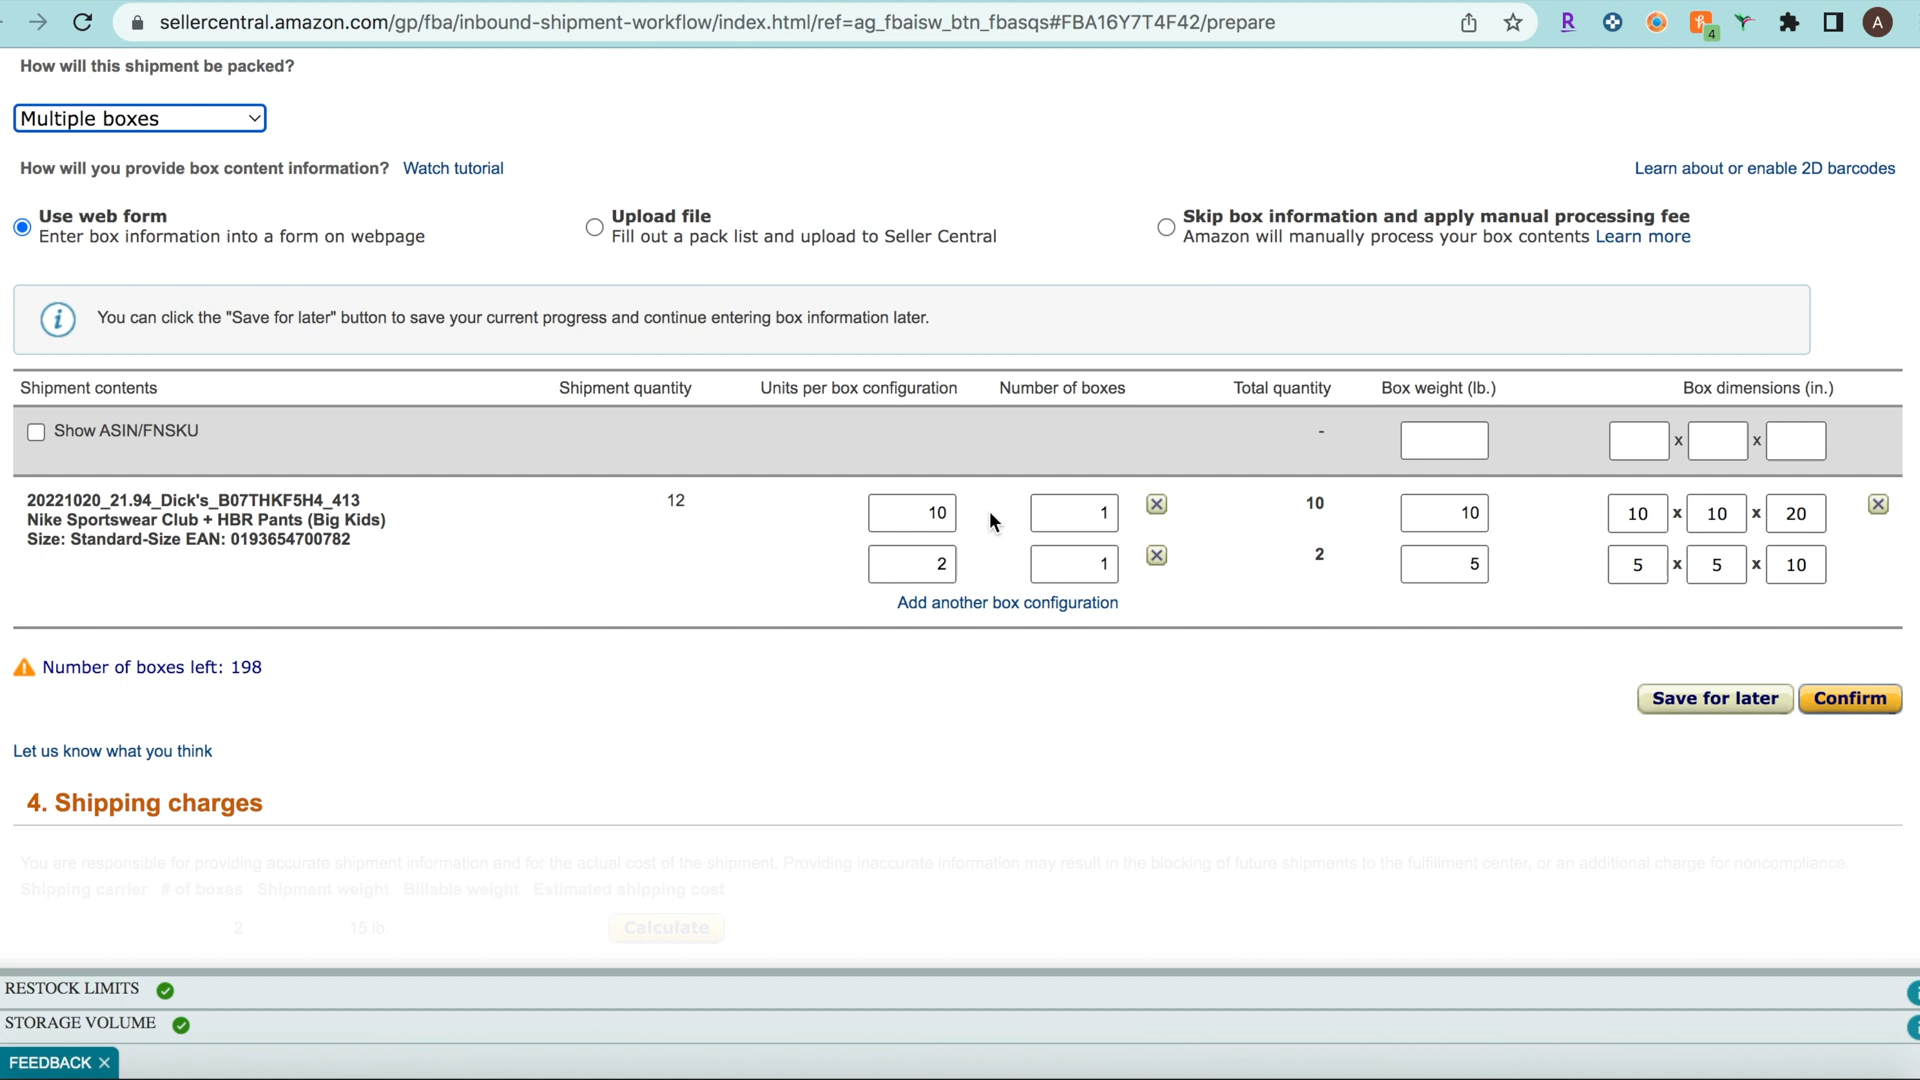 sellercentral.amazon.com/gp/fba/inbound-shipment-workflow/index.html/ref=ag_fbaisw_btn_fbasqs#FBA16Y7T4F42/prepare
R
4
A
How will this shipment be packed?
Multiple boxes
How will you provide box content information? Watch tutorial
Learn about or enable 2D barcodes
Use web form
Enter box information into a form on webpage
Upload file
Fill out a pack list and upload to Seller Central
Skip box information and apply manual processing fee
Amazon will manually process your box contents Learn more
You can click the "Save for later" button to save your current progress and continue entering box information later.
Shipment contents Shipment quantity Units per box configuration Number of boxes Total quantity Box weight (lb.) Box dimensions (in.)
Show ASIN/FNSKU - x x
20221020_21.94_Dick's_B07THKF5H4_413 12 10 1 10 10 10 x 10 x 20
Nike Sportswear Club + HBR Pants (Big Kids)
Size: Standard-Size EAN: 0193654700782
2 1 2 5 5 x 5 x 10
Add another box configuration
Number of boxes left: 198
Save for later Confirm
Let us know what you think
4. Shipping charges
You are responsible for providing accurate shipment information and for the actual cost of the shipment. Providing inaccurate information may result in the blocking of future shipments to the fulfillment center, or an additional charge for noncompliance.
Shipping carrier # of boxes Shipment weight Billable weight Estimated shipping cost
2 15 lb. Calculate
RESTOCK LIMITS
STORAGE VOLUME
FEEDBACK